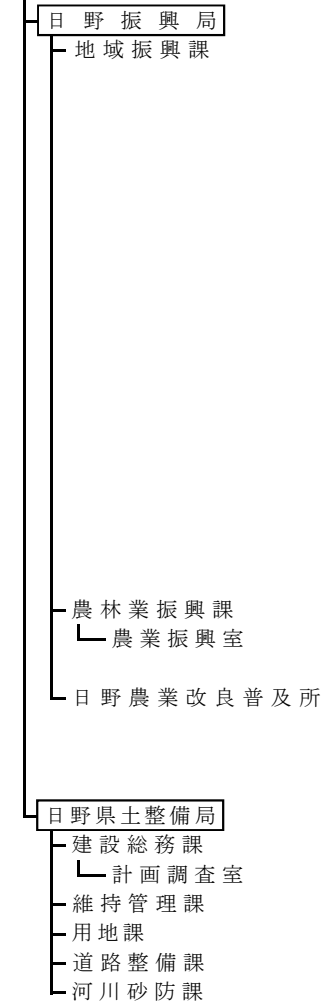 日野振興局
地域振興課
農林業振興課
農業振興室
日野農業改良普及所
日野県土整備局
建設総務課
計画調査室
維持管理課
用地課
道路整備課
河川砂防課